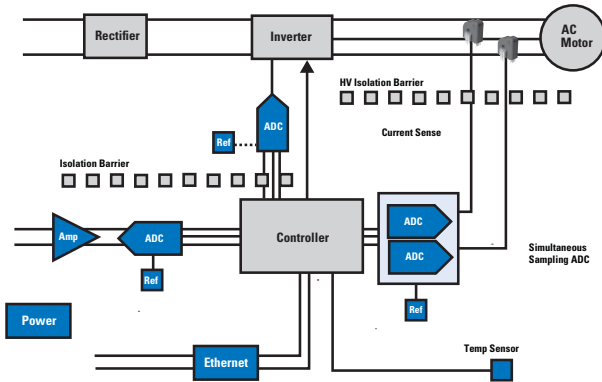 Rectifier
Inverter
AC
Motor
HV Isolation Barrier
ADC
Ref
Current Sense
Isolation Barrier
Amp
ADC
Controller
ADC
ADC
Simultaneous
Sampling ADC
Ref
Ref
Power
Ethernet
Temp Sensor